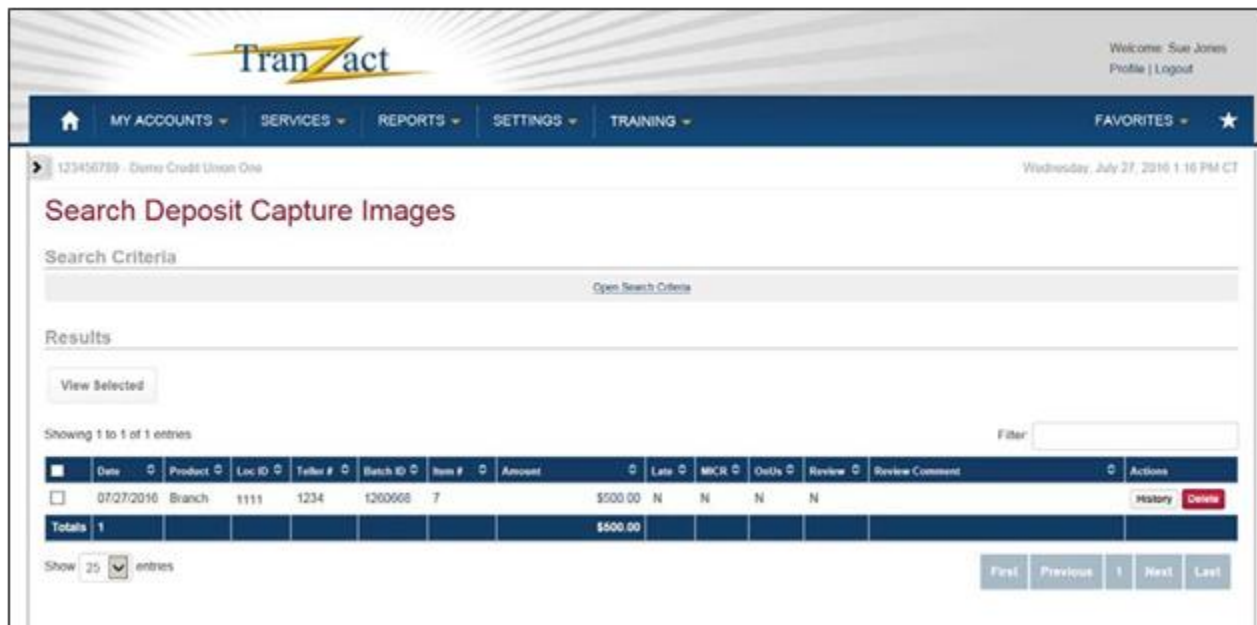 TranZact
Welcome: Sue Jones
Profile | Logout
MY ACCOUNTS SERVICES REPORTS SETTINGS TRAINING FAVORITES
123456789 - Demo Credit Union One
Wednesday, July 27, 2016 1:16 PM CT
Search Deposit Capture Images
Search Criteria
Open Search Criteria
Results
View Selected
Showing 1 to 1 of 1 entries
Filter:
Date Product Loc ID Teller # Batch ID Item # Amount Late MICR OnUs Review Review Comment Actions
07/27/2016 Branch 1111 1234 1260668 7 $500.00 N N N N History Delete
Totals 1 $500.00
Show 25 entries
First Previous 1 Next Last